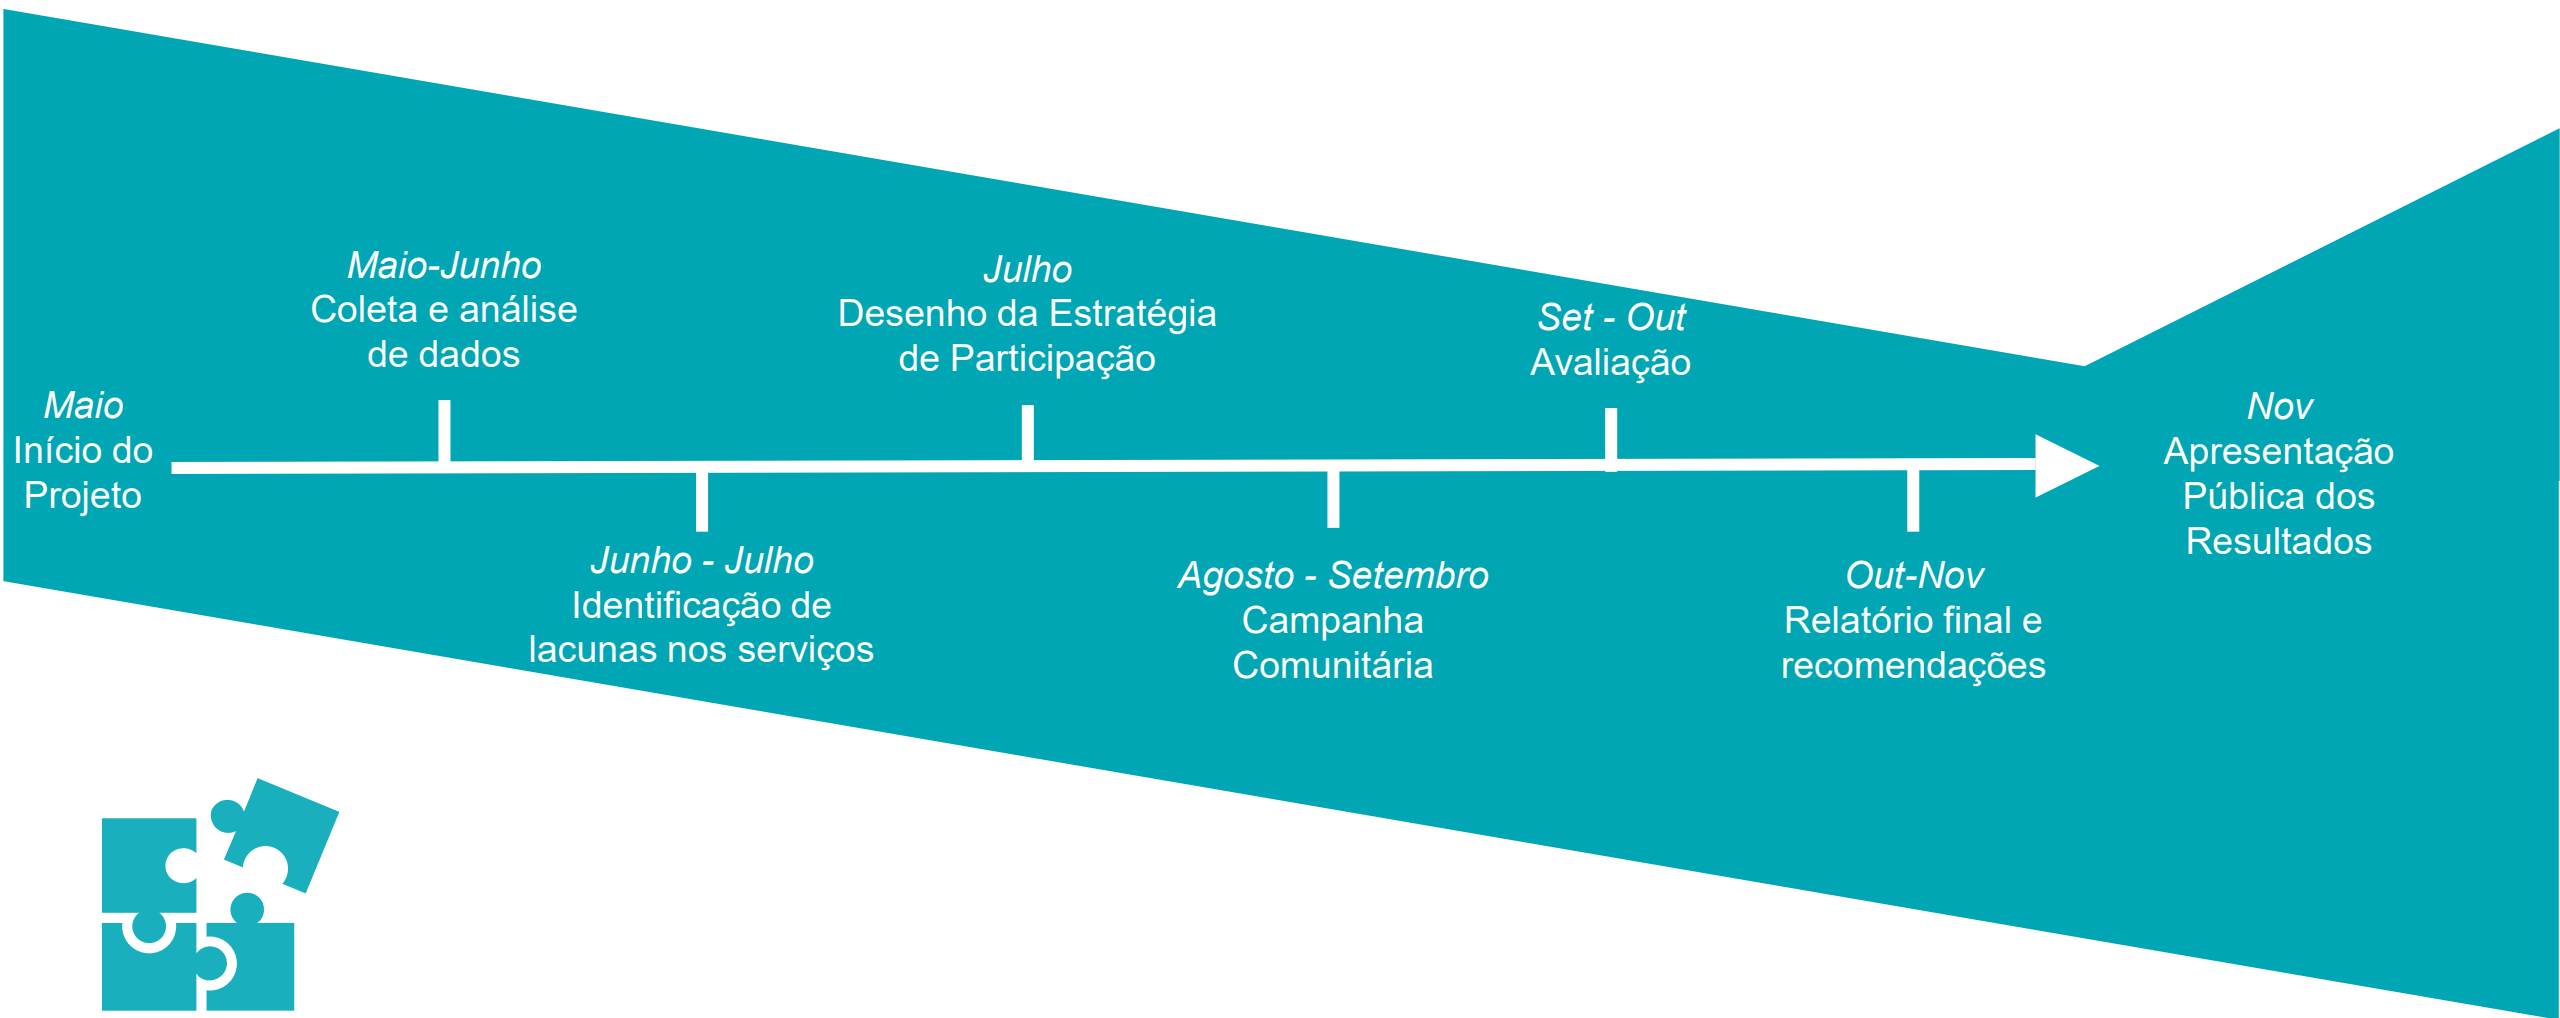 Maio
Início do
Projeto
Maio-Junho
Coleta e análise
de dados
Junho - Julho
Identificação de
lacunas nos serviços
Julho
Desenho da Estratégia
de Participação
Agosto - Setembro
Campanha
Comunitária
Set - Out
Avaliação
Out-Nov
Relatório final e
recomendações
Nov
Apresentação
Pública dos
Resultados